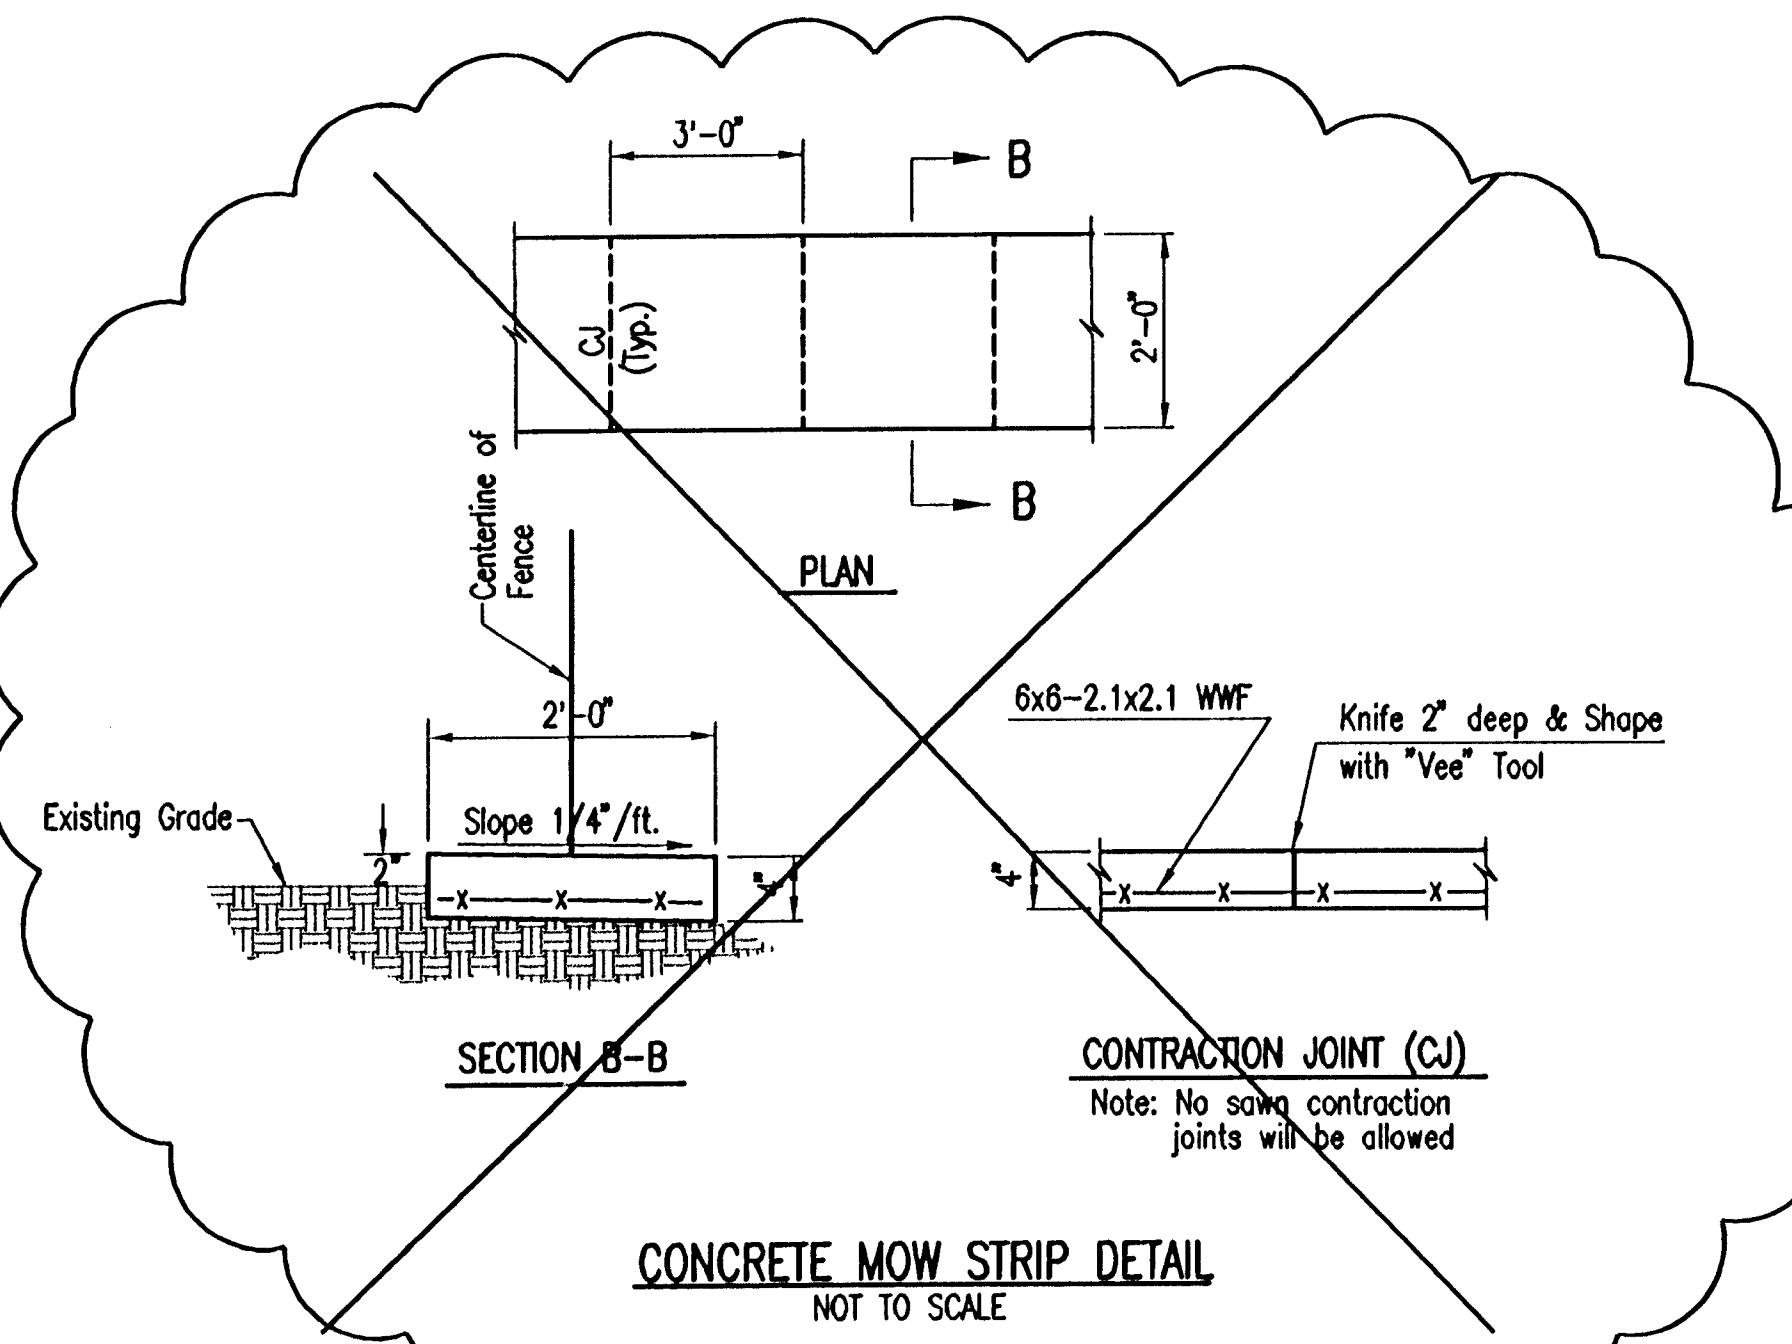 3'-0"
B
CJ
(Typ.)
2'-0"
B
PLAN
Centerline of
Fence
2'-0"
Existing Grade
2"
Slope 1/4"/ft.
4"
x x x
SECTION B-B
6x6-2.1x2.1 WWF
Knife 2" deep & Shape
with "Vee" Tool
4"
x x x x
CONTRACTION JOINT (CJ)
Note: No sawn contraction
joints will be allowed
CONCRETE MOW STRIP DETAIL
NOT TO SCALE